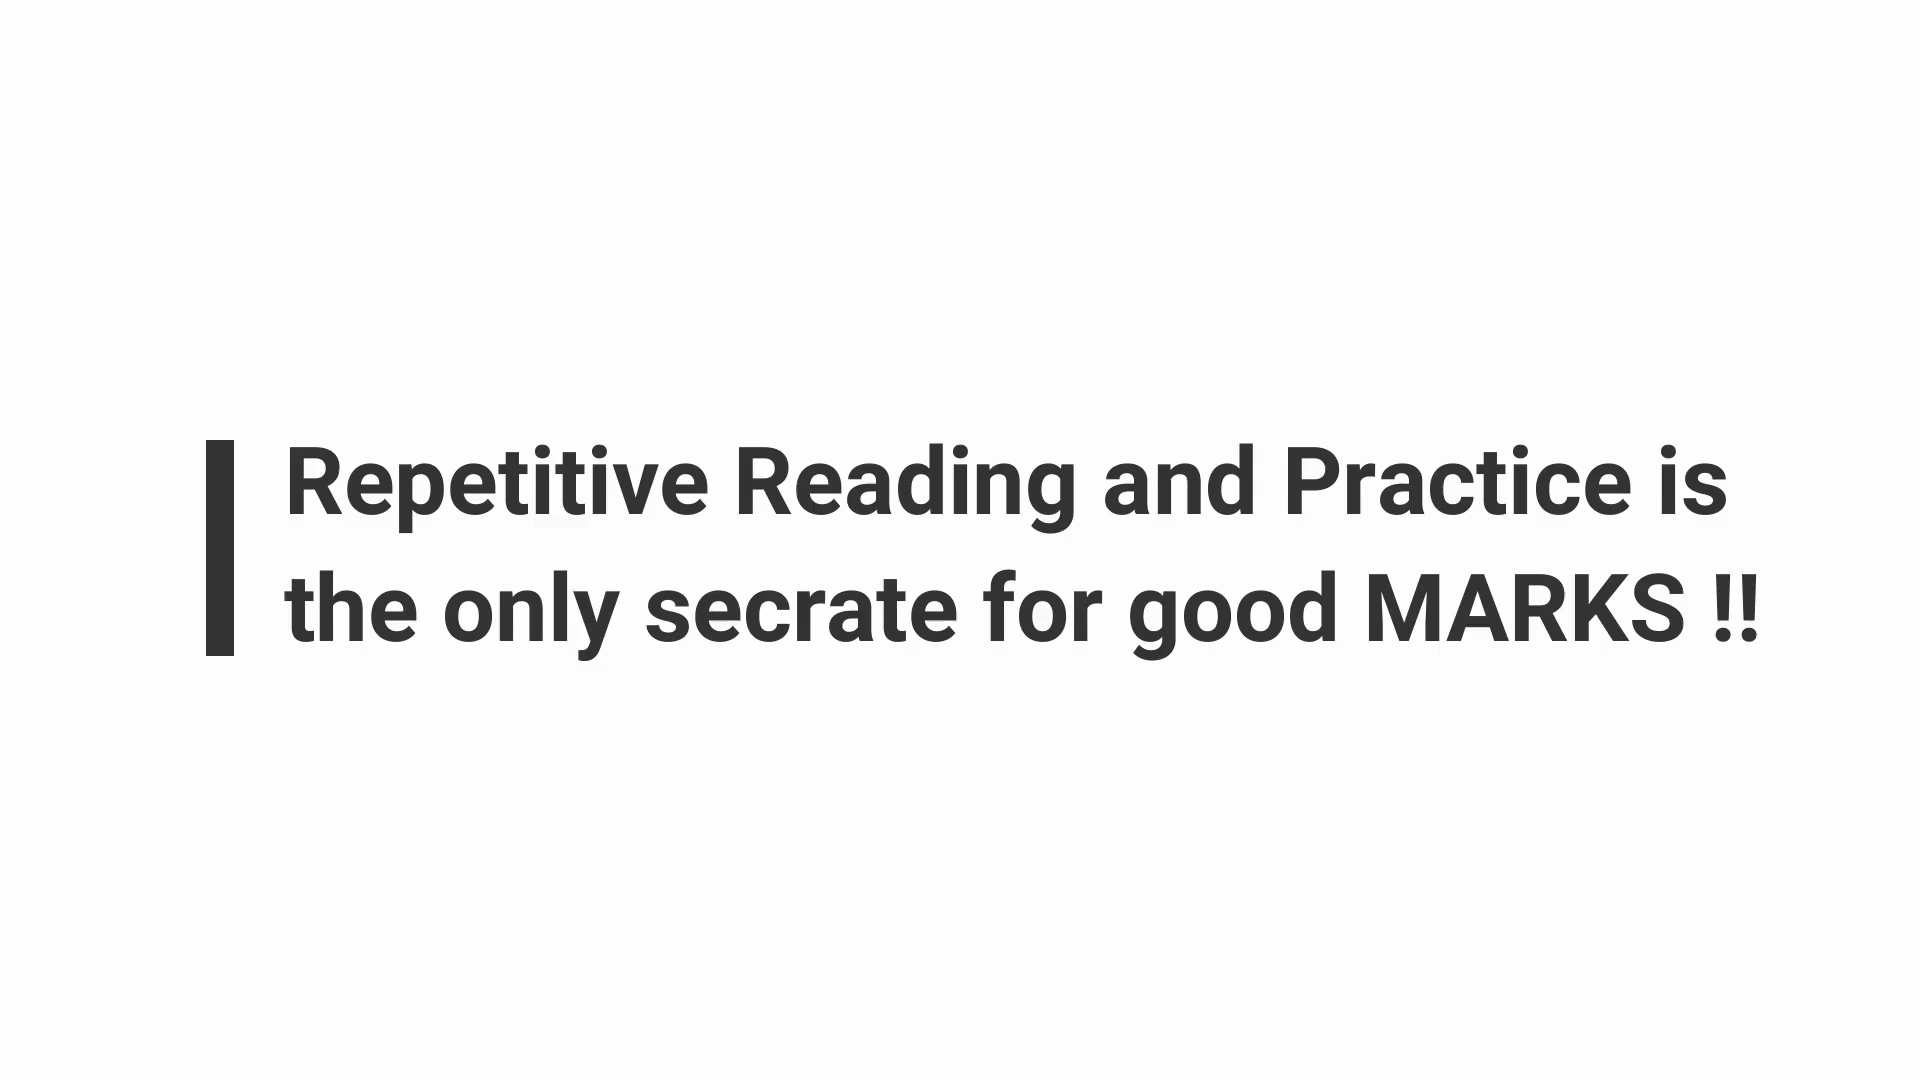 Repetitive Reading and Practice is
the only secrate for good MARKS !!